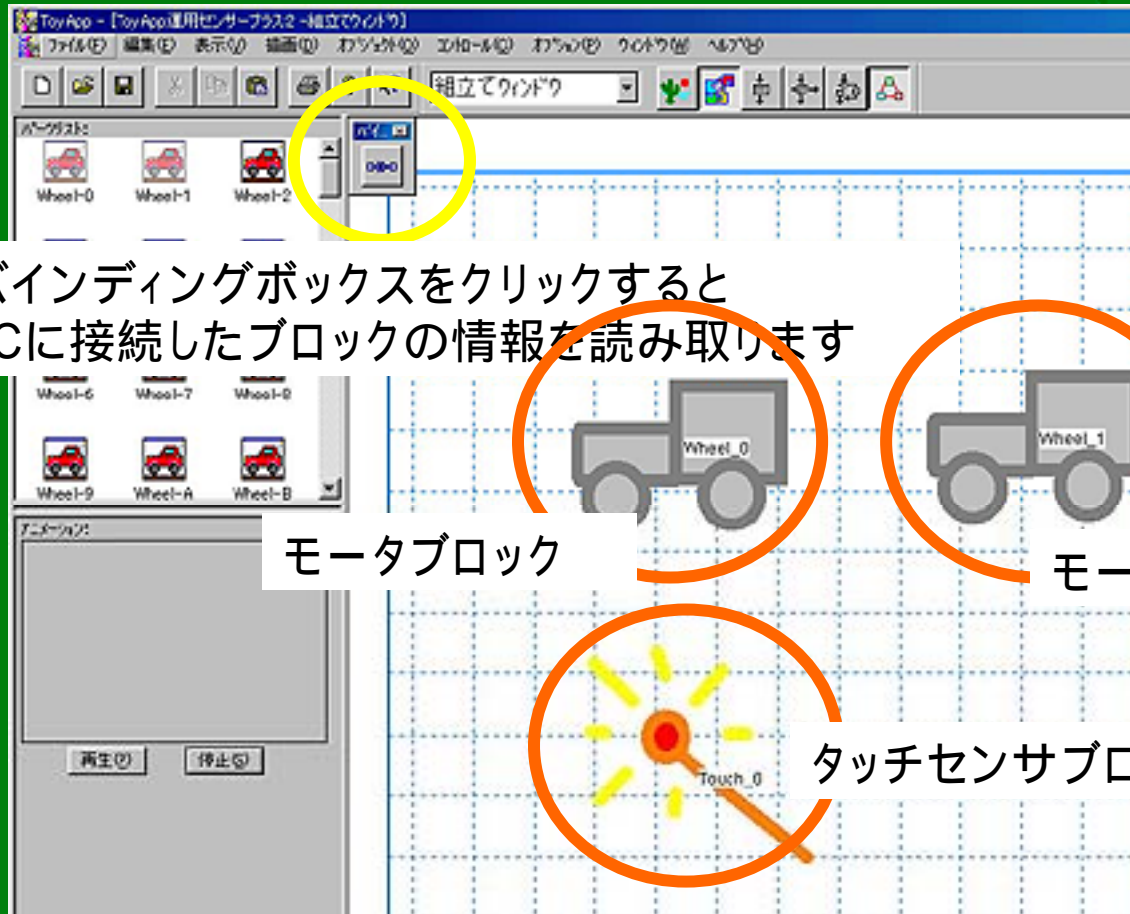 Toy App - [Toy App運用センサープラス2 -組立てウィンドウ]
ファイル(F) 編集(E) 表示(V) 描画(D) オブジェクト(O) コントロール(C) オプション(P) ウィンドウ(W) ヘルプ(H)
組立てウィンドウ
パーツリスト:
バイ...
Wheel-0 Wheel-1 Wheel-2
バインディングボックスをクリックすると
Cに接続したブロックの情報を読み取ります
Wheel-6 Wheel-7 Wheel-8
Wheel_0
Wheel_1
Wheel-9 Wheel-A Wheel-B
アニメーション:
モータブロック
モー
Touch_0
タッチセンサブロ
再生(P) 停止(S)